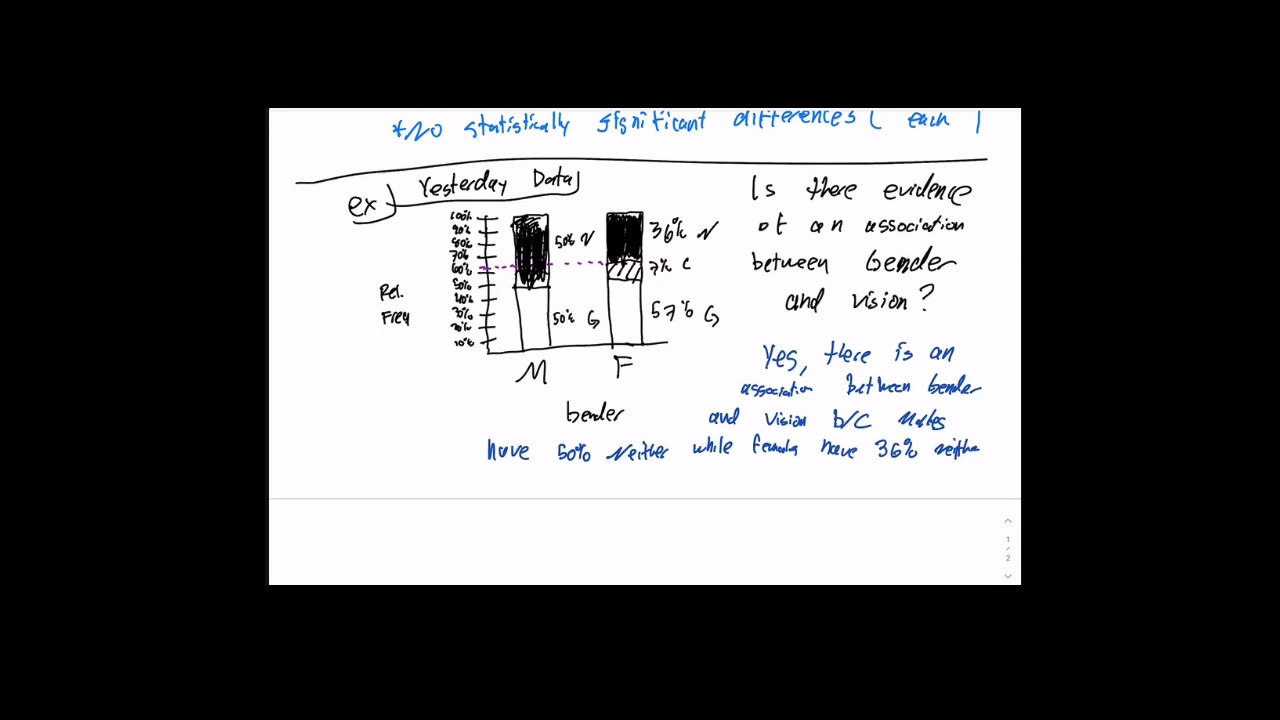 *No statistically significant differences ( each )
ex) Yesterday Data
Is there evidence
of an association
between Gender
and vision?
100%
90%
80%
70%
60%
50%
40%
30%
20%
10%
Rel.
Freq
50% N
50% G
36% N
7% C
57% G
M F
Gender
Yes, there is an
association between Gender
and vision b/c Males
have 50% Neither while females have 36% neither
1
2